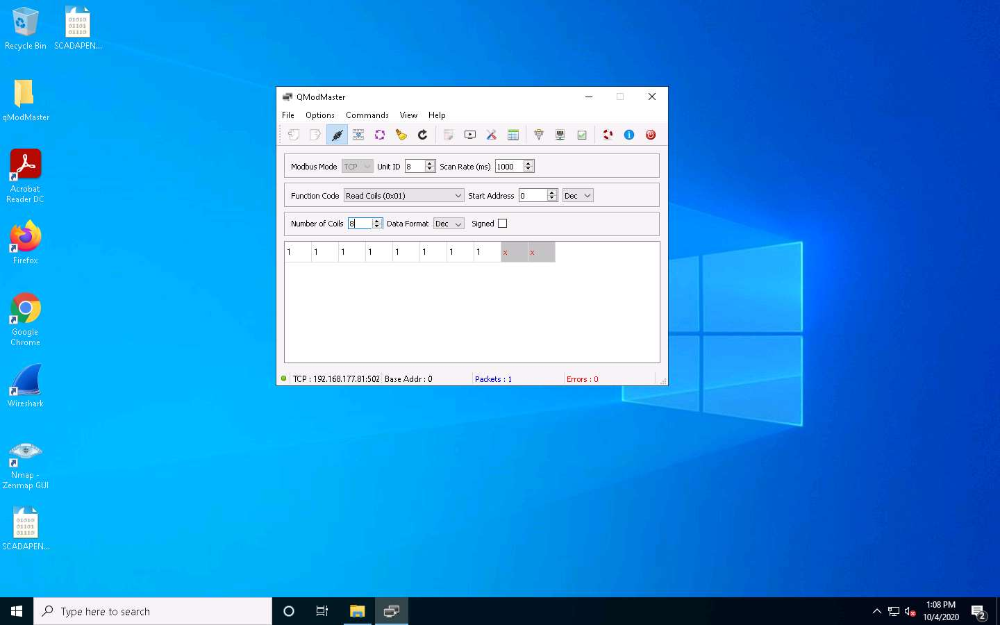 Recycle Bin
SCADAPEN...
qModMaster
Acrobat
Reader DC
Firefox
Google
Chrome
Wireshark
Nmap -
Zenmap GUI
SCADAPEN...
QModMaster
File Options Commands View Help
Modbus Mode TCP Unit ID 8 Scan Rate (ms) 1000
Function Code Read Coils (0x01) Start Address 0 Dec
Number of Coils 8 Data Format Dec Signed
1 1 1 1 1 1 1 1 x x
TCP : 192.168.177.81:502 Base Addr : 0 Packets : 1 Errors : 0
Type here to search
1:08 PM
10/4/2020
2